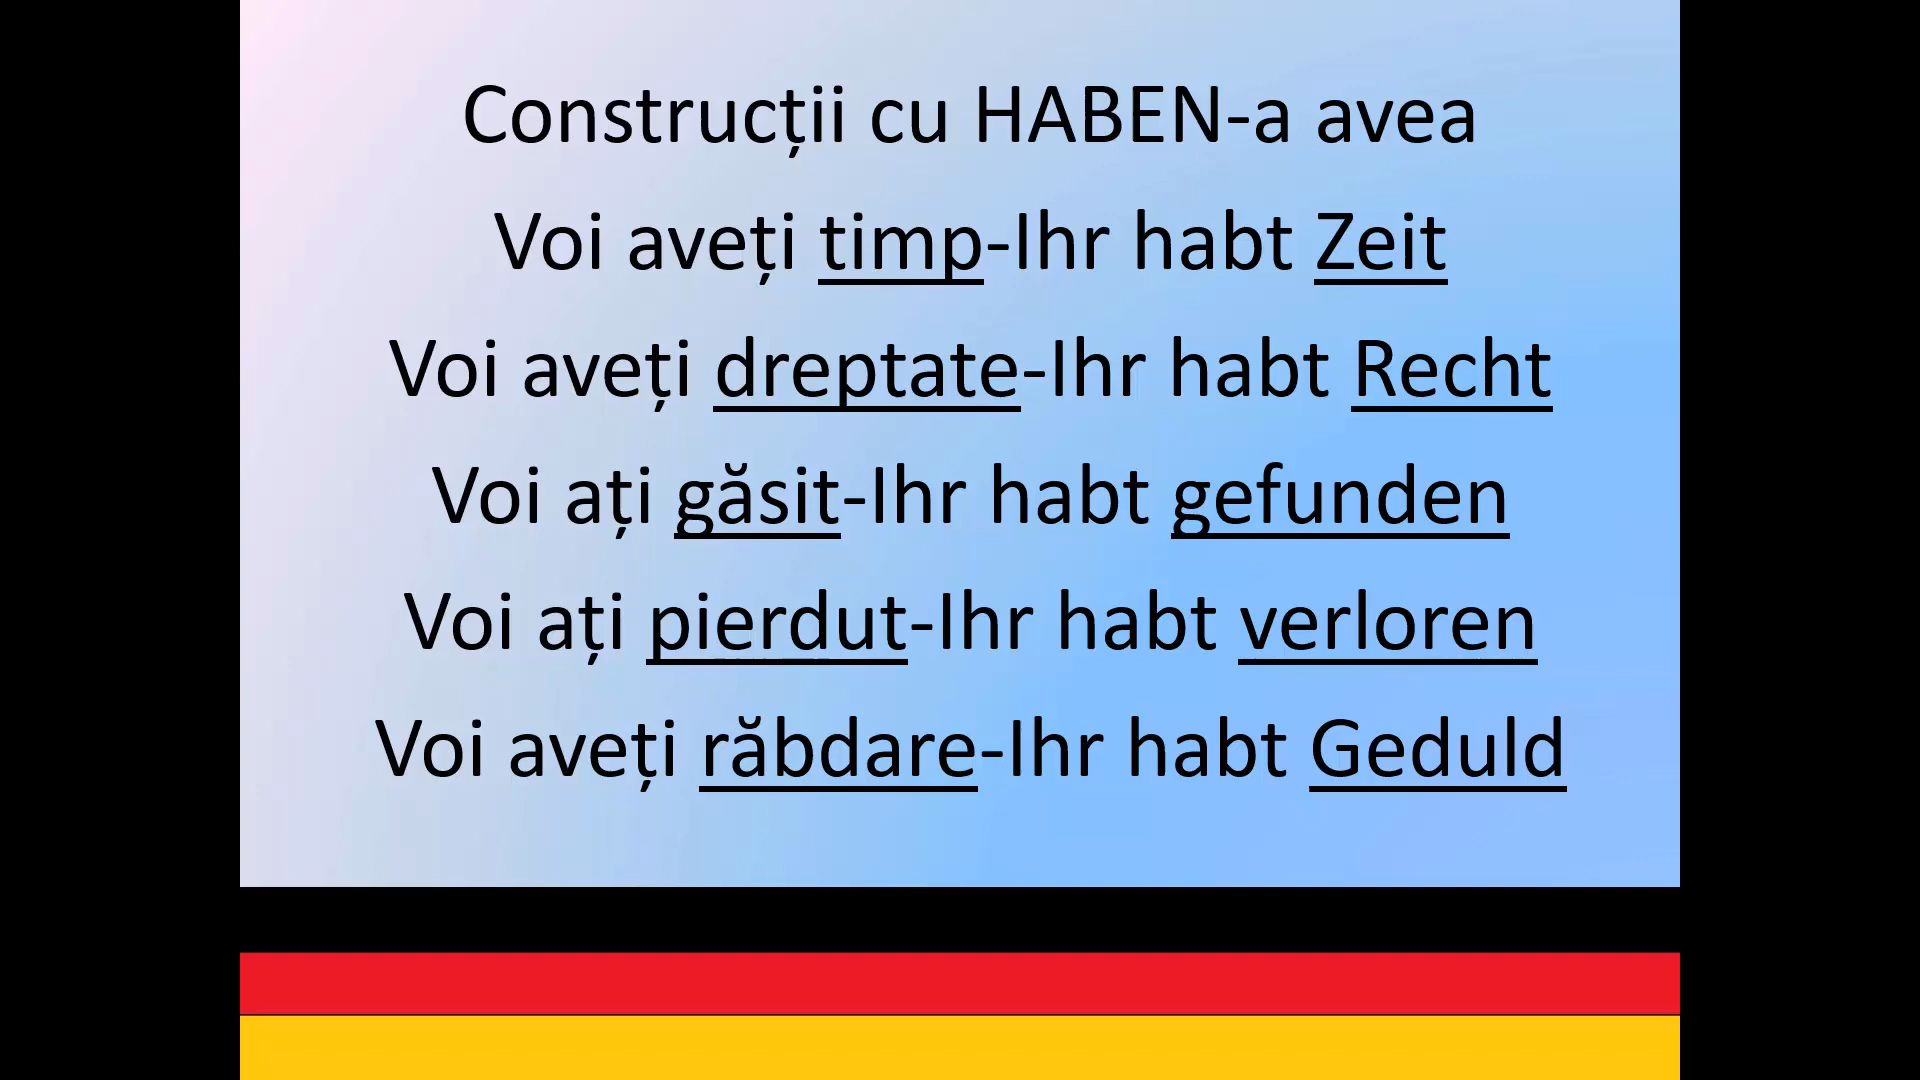 Construcții cu HABEN-a avea
Voi aveți timp-Ihr habt Zeit
Voi aveți dreptate-Ihr habt Recht
Voi ați găsit-Ihr habt gefunden
Voi ați pierdut-Ihr habt verloren
Voi aveți răbdare-Ihr habt Geduld